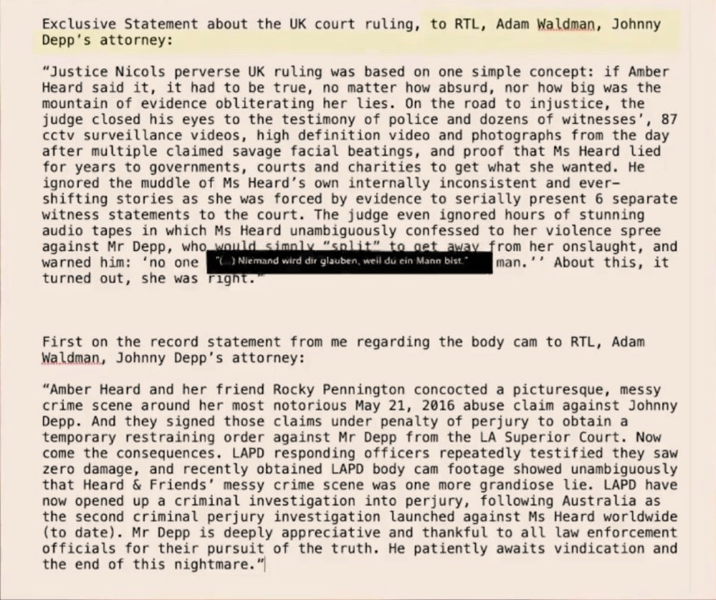 Exclusive Statement about the UK court ruling, to RTL, Adam Waldman, Johnny
Depp's attorney:
“Justice Nicols perverse UK ruling was based on one simple concept: if Amber
Heard said it, it had to be true, no matter how absurd, nor how big was the
mountain of evidence obliterating her lies. On the road to injustice, the
judge closed his eyes to the testimony of police and dozens of witnesses’, 87
cctv surveillance videos, high definition video and photographs from the day
after multiple claimed savage facial beatings, and proof that Ms Heard lied
for years to governments, courts and charities to get what she wanted. He
ignored the muddle of Ms Heard’s own internally inconsistent and ever–
shifting stories as she was forced by evidence to serially present 6 separate
witness statements to the court. The judge even ignored hours of stunning
audio tapes in which Ms Heard unambiguously confessed to her violence spree
against Mr Depp, who would simply “split” to get away from her onslaught, and
warned him: ‘no one man.’’ About this, it
"(...) Niemand wird dir glauben, weil du ein Mann bist."
turned out, she was right.”
First on the record statement from me regarding the body cam to RTL, Adam
Waldman, Johnny Depp’s attorney:
“Amber Heard and her friend Rocky Pennington concocted a picturesque, messy
crime scene around her most notorious May 21, 2016 abuse claim against Johnny
Depp. And they signed those claims under penalty of perjury to obtain a
temporary restraining order against Mr Depp from the LA Superior Court. Now
come the consequences. LAPD responding officers repeatedly testified they saw
zero damage, and recently obtained LAPD body cam footage showed unambiguously
that Heard & Friends’ messy crime scene was one more grandiose lie. LAPD have
now opened up a criminal investigation into perjury, following Australia as
the second criminal perjury investigation launched against Ms Heard worldwide
(to date). Mr Depp is deeply appreciative and thankful to all law enforcement
officials for their pursuit of the truth. He patiently awaits vindication and
the end of this nightmare.”